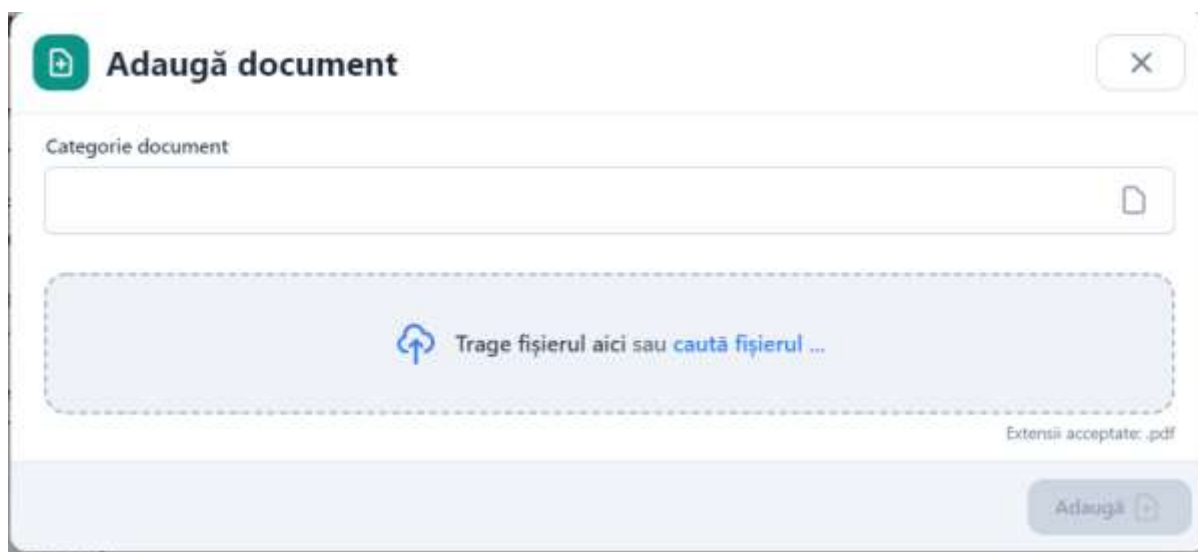 Adaugă document
Categorie document
Trage fișierul aici sau caută fișierul ...
Extensii acceptate: .pdf
Adaugă